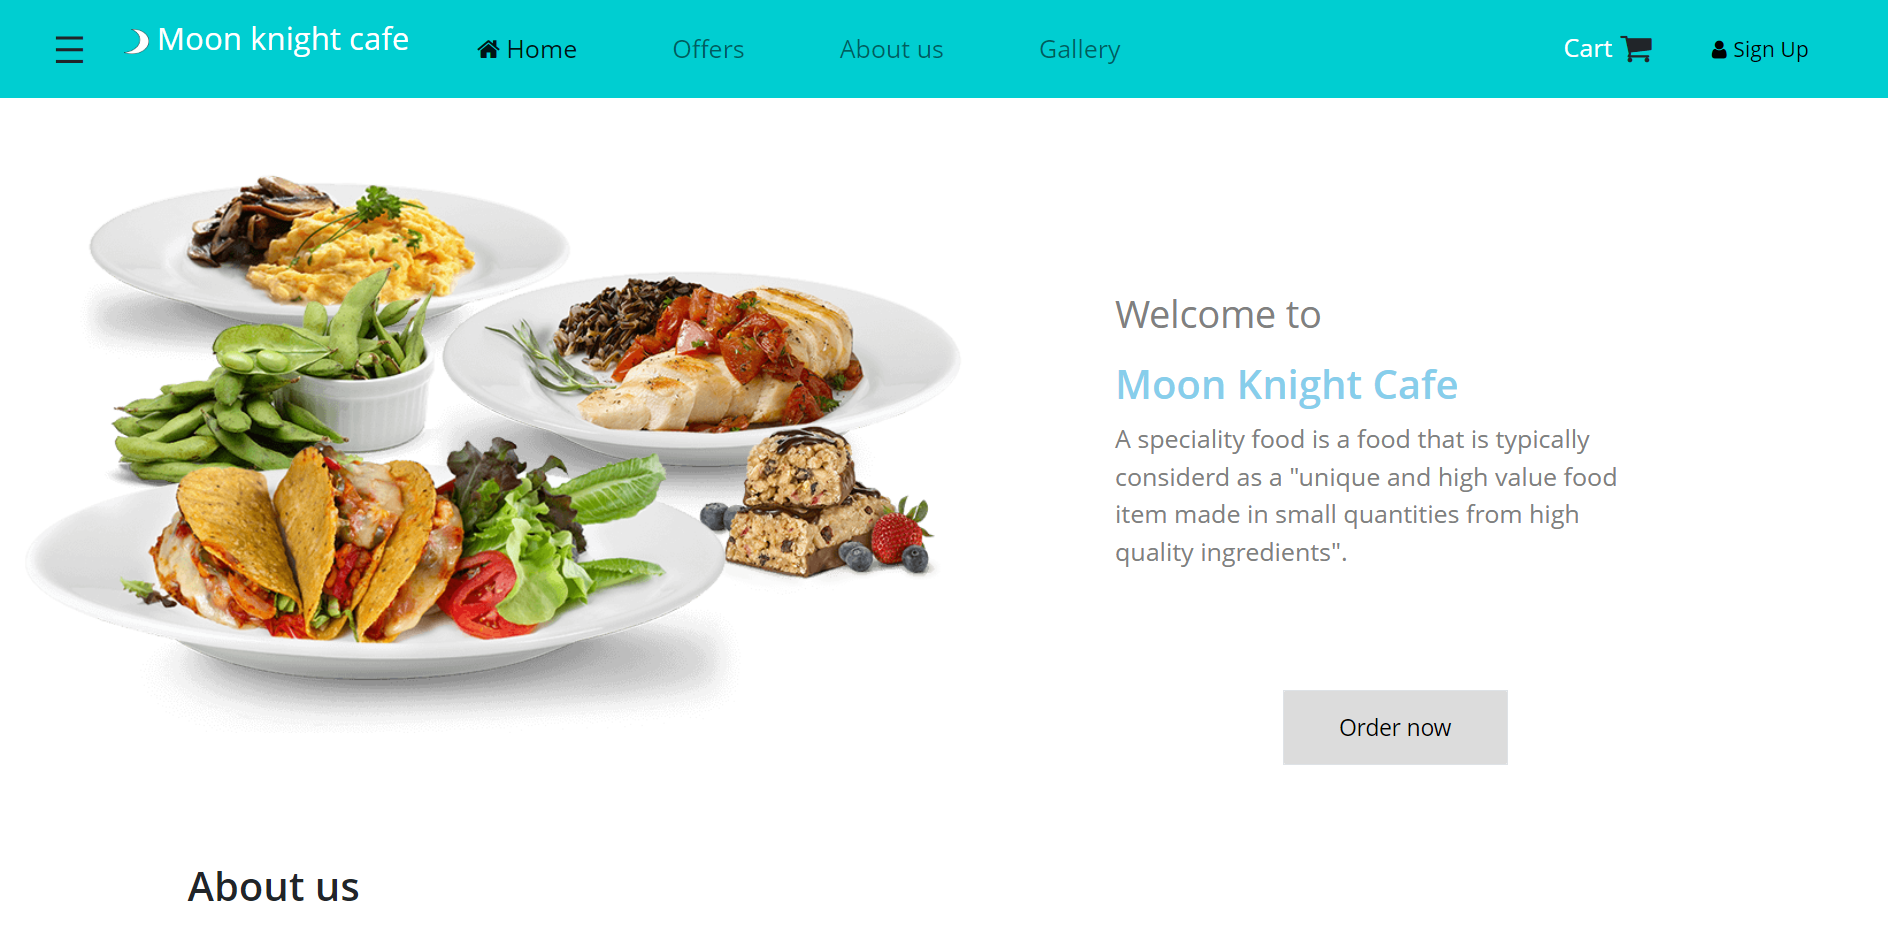 Moon knight cafe
Home
Offers
About us
Gallery
Cart
Sign Up
Welcome to
Moon Knight Cafe
A speciality food is a food that is typically
considerd as a "unique and high value food
item made in small quantities from high
quality ingredients".
Order now
About us